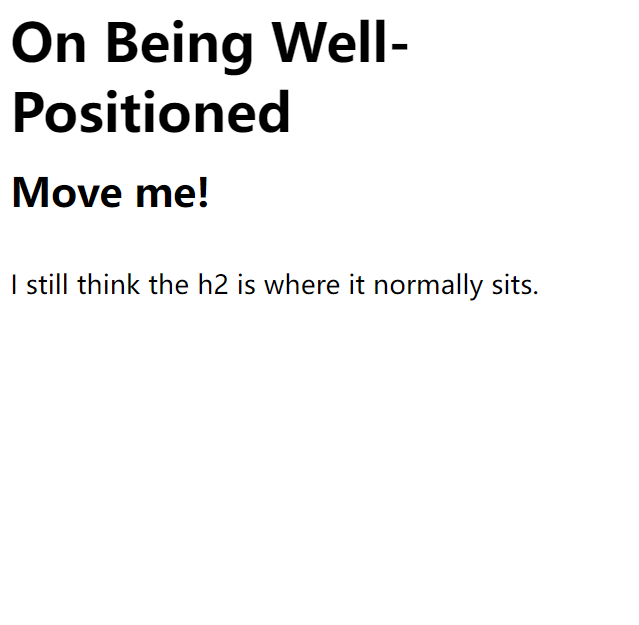 On Being Well-
Positioned
Move me!
I still think the h2 is where it normally sits.